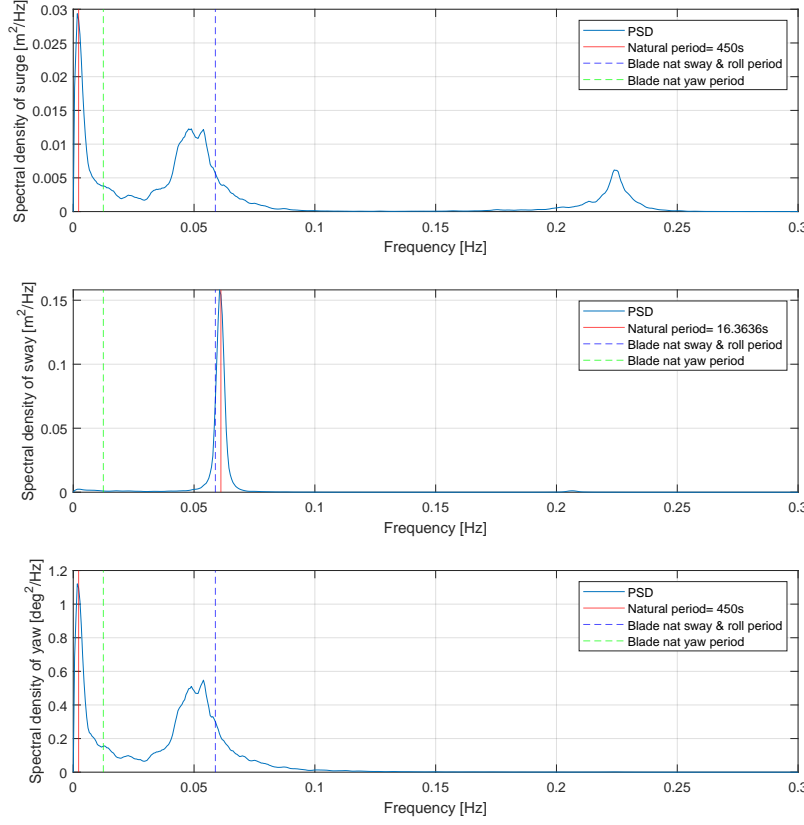 Spectral density of surge [m²/Hz]
0.03
0.025
0.02
0.015
0.01
0.005
0
PSD
Natural period= 450s
Blade nat sway & roll period
Blade nat yaw period
0 0.05 0.1 0.15 0.2 0.25 0.3
Frequency [Hz]
Spectral density of sway [m²/Hz]
0.15
0.1
0.05
0
PSD
Natural period= 16.3636s
Blade nat sway & roll period
Blade nat yaw period
0 0.05 0.1 0.15 0.2 0.25 0.3
Frequency [Hz]
Spectral density of yaw [deg²/Hz]
1.2
1
0.8
0.6
0.4
0.2
0
PSD
Natural period= 450s
Blade nat sway & roll period
Blade nat yaw period
0 0.05 0.1 0.15 0.2 0.25 0.3
Frequency [Hz]